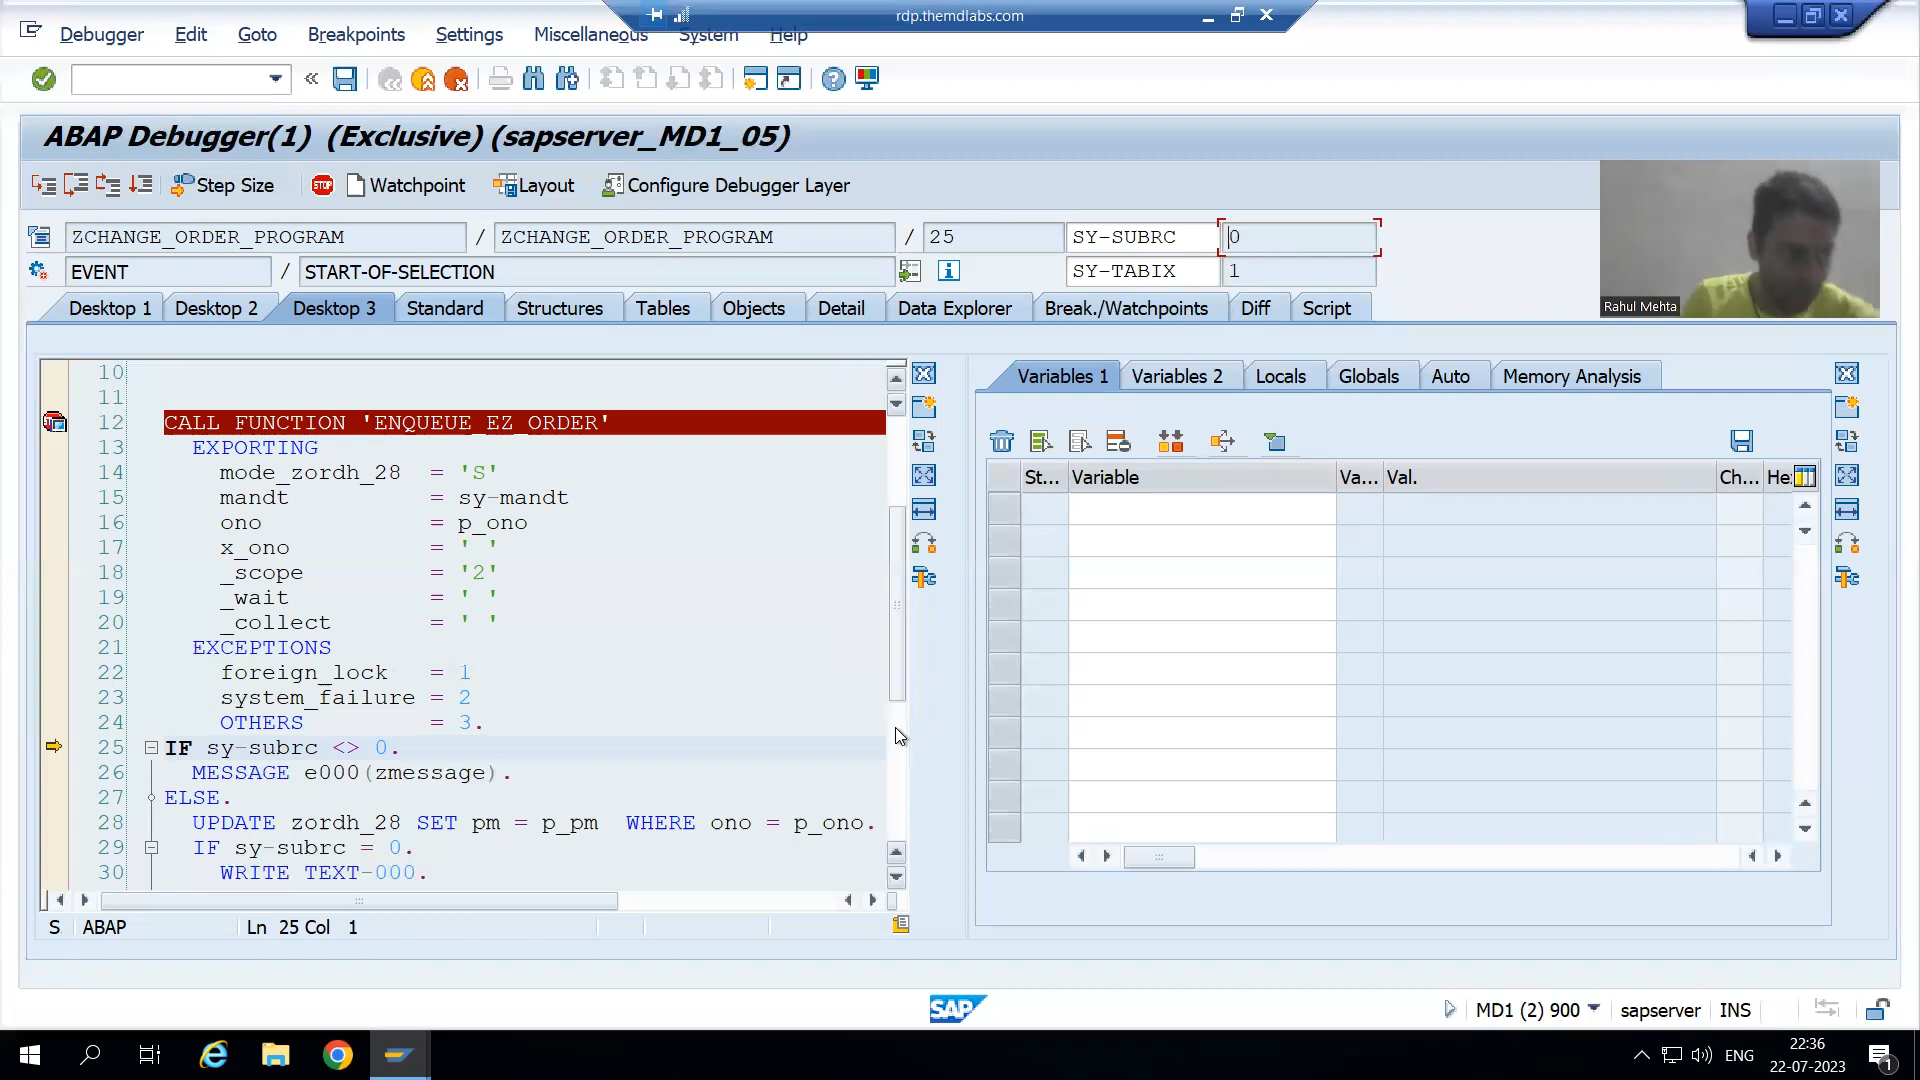 rdp.themdlabs.com
Debugger Edit Goto Breakpoints Settings Miscellaneous System Help
ABAP Debugger(1) (Exclusive) (sapserver_MD1_05)
Step Size STOP Watchpoint Layout Configure Debugger Layer
ZCHANGE_ORDER_PROGRAM / ZCHANGE_ORDER_PROGRAM / 25 SY-SUBRC 0
EVENT / START-OF-SELECTION SY-TABIX 1
Rahul Mehta
Desktop 1 Desktop 2 Desktop 3 Standard Structures Tables Objects Detail Data Explorer Break./Watchpoints Diff Script
Variables 1 Variables 2 Locals Globals Auto Memory Analysis
St... Variable Va... Val. Ch... He
10
11
12 CALL FUNCTION 'ENQUEUE_EZ_ORDER'
13 EXPORTING
14 mode_zordh_28 = 'S'
15 mandt = sy-mandt
16 ono = p_ono
17 x_ono = ' '
18 _scope = '2'
19 _wait = ' '
20 _collect = ' '
21 EXCEPTIONS
22 foreign_lock = 1
23 system_failure = 2
24 OTHERS = 3.
25 IF sy-subrc <> 0.
26 MESSAGE e000(zmessage).
27 ELSE.
28 UPDATE zordh_28 SET pm = p_pm WHERE ono = p_ono.
29 IF sy-subrc = 0.
30 WRITE TEXT-000.
S ABAP Ln 25 Col 1
SAP MD1 (2) 900 sapserver INS
ENG 22:36
22-07-2023
1